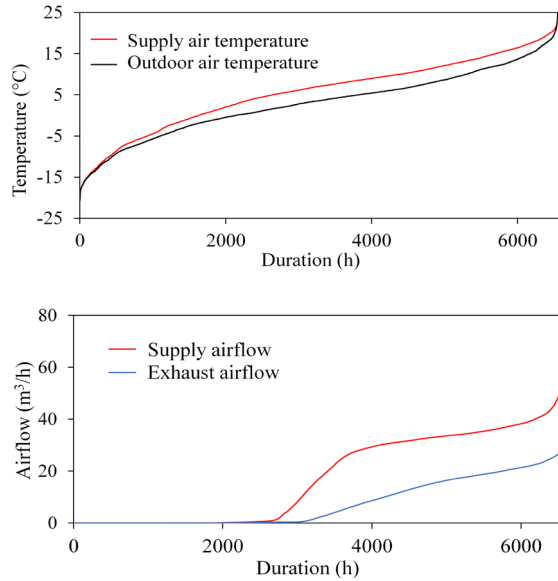 25
15
5
-5
-15
-25
Temperature (°C)
Supply air temperature
Outdoor air temperature
0 2000 4000 6000
Duration (h)
80
60
40
20
0
Airflow (m³/h)
Supply airflow
Exhaust airflow
0 2000 4000 6000
Duration (h)